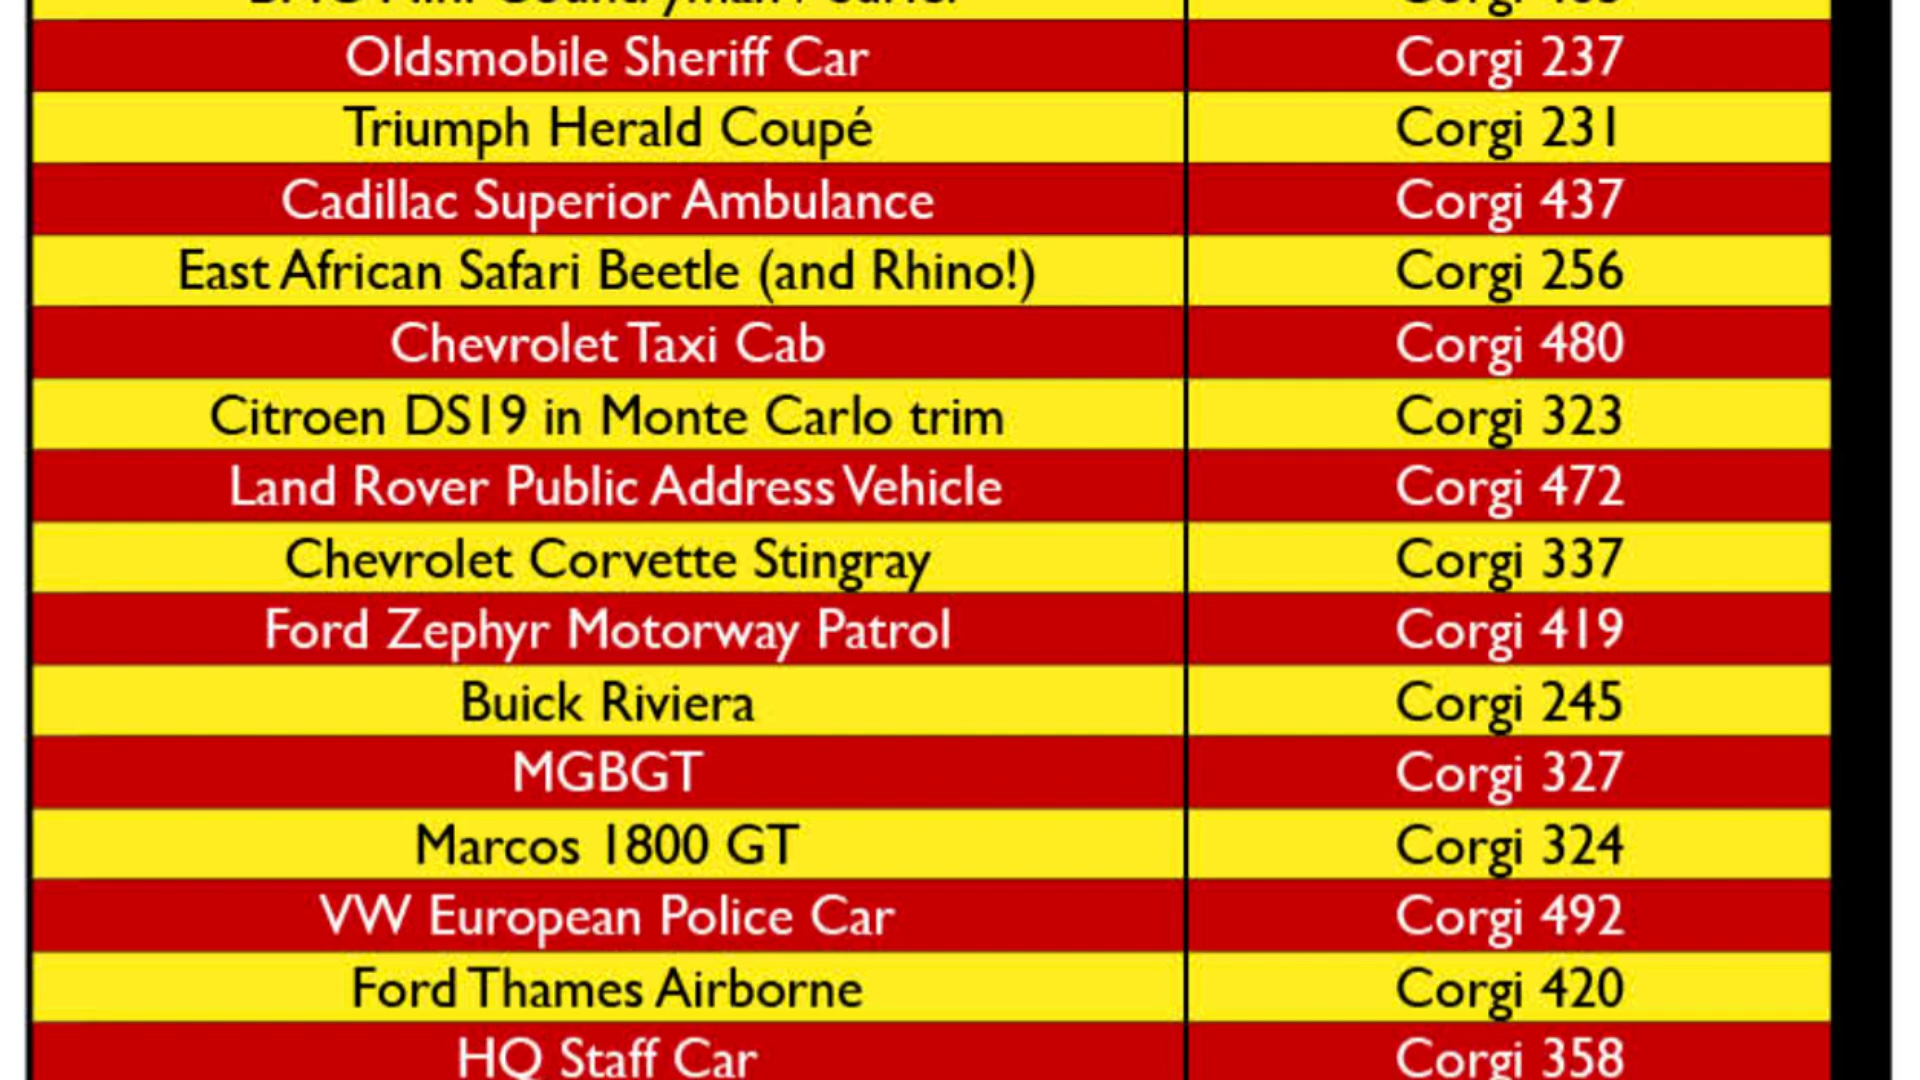 Oldsmobile Sheriff Car Corgi 237
Triumph Herald Coupé Corgi 231
Cadillac Superior Ambulance Corgi 437
East African Safari Beetle (and Rhino!) Corgi 256
Chevrolet Taxi Cab Corgi 480
Citroen DS19 in Monte Carlo trim Corgi 323
Land Rover Public Address Vehicle Corgi 472
Chevrolet Corvette Stingray Corgi 337
Ford Zephyr Motorway Patrol Corgi 419
Buick Riviera Corgi 245
MGBGT Corgi 327
Marcos 1800 GT Corgi 324
VW European Police Car Corgi 492
Ford Thames Airborne Corgi 420
HQ Staff Car Corgi 358